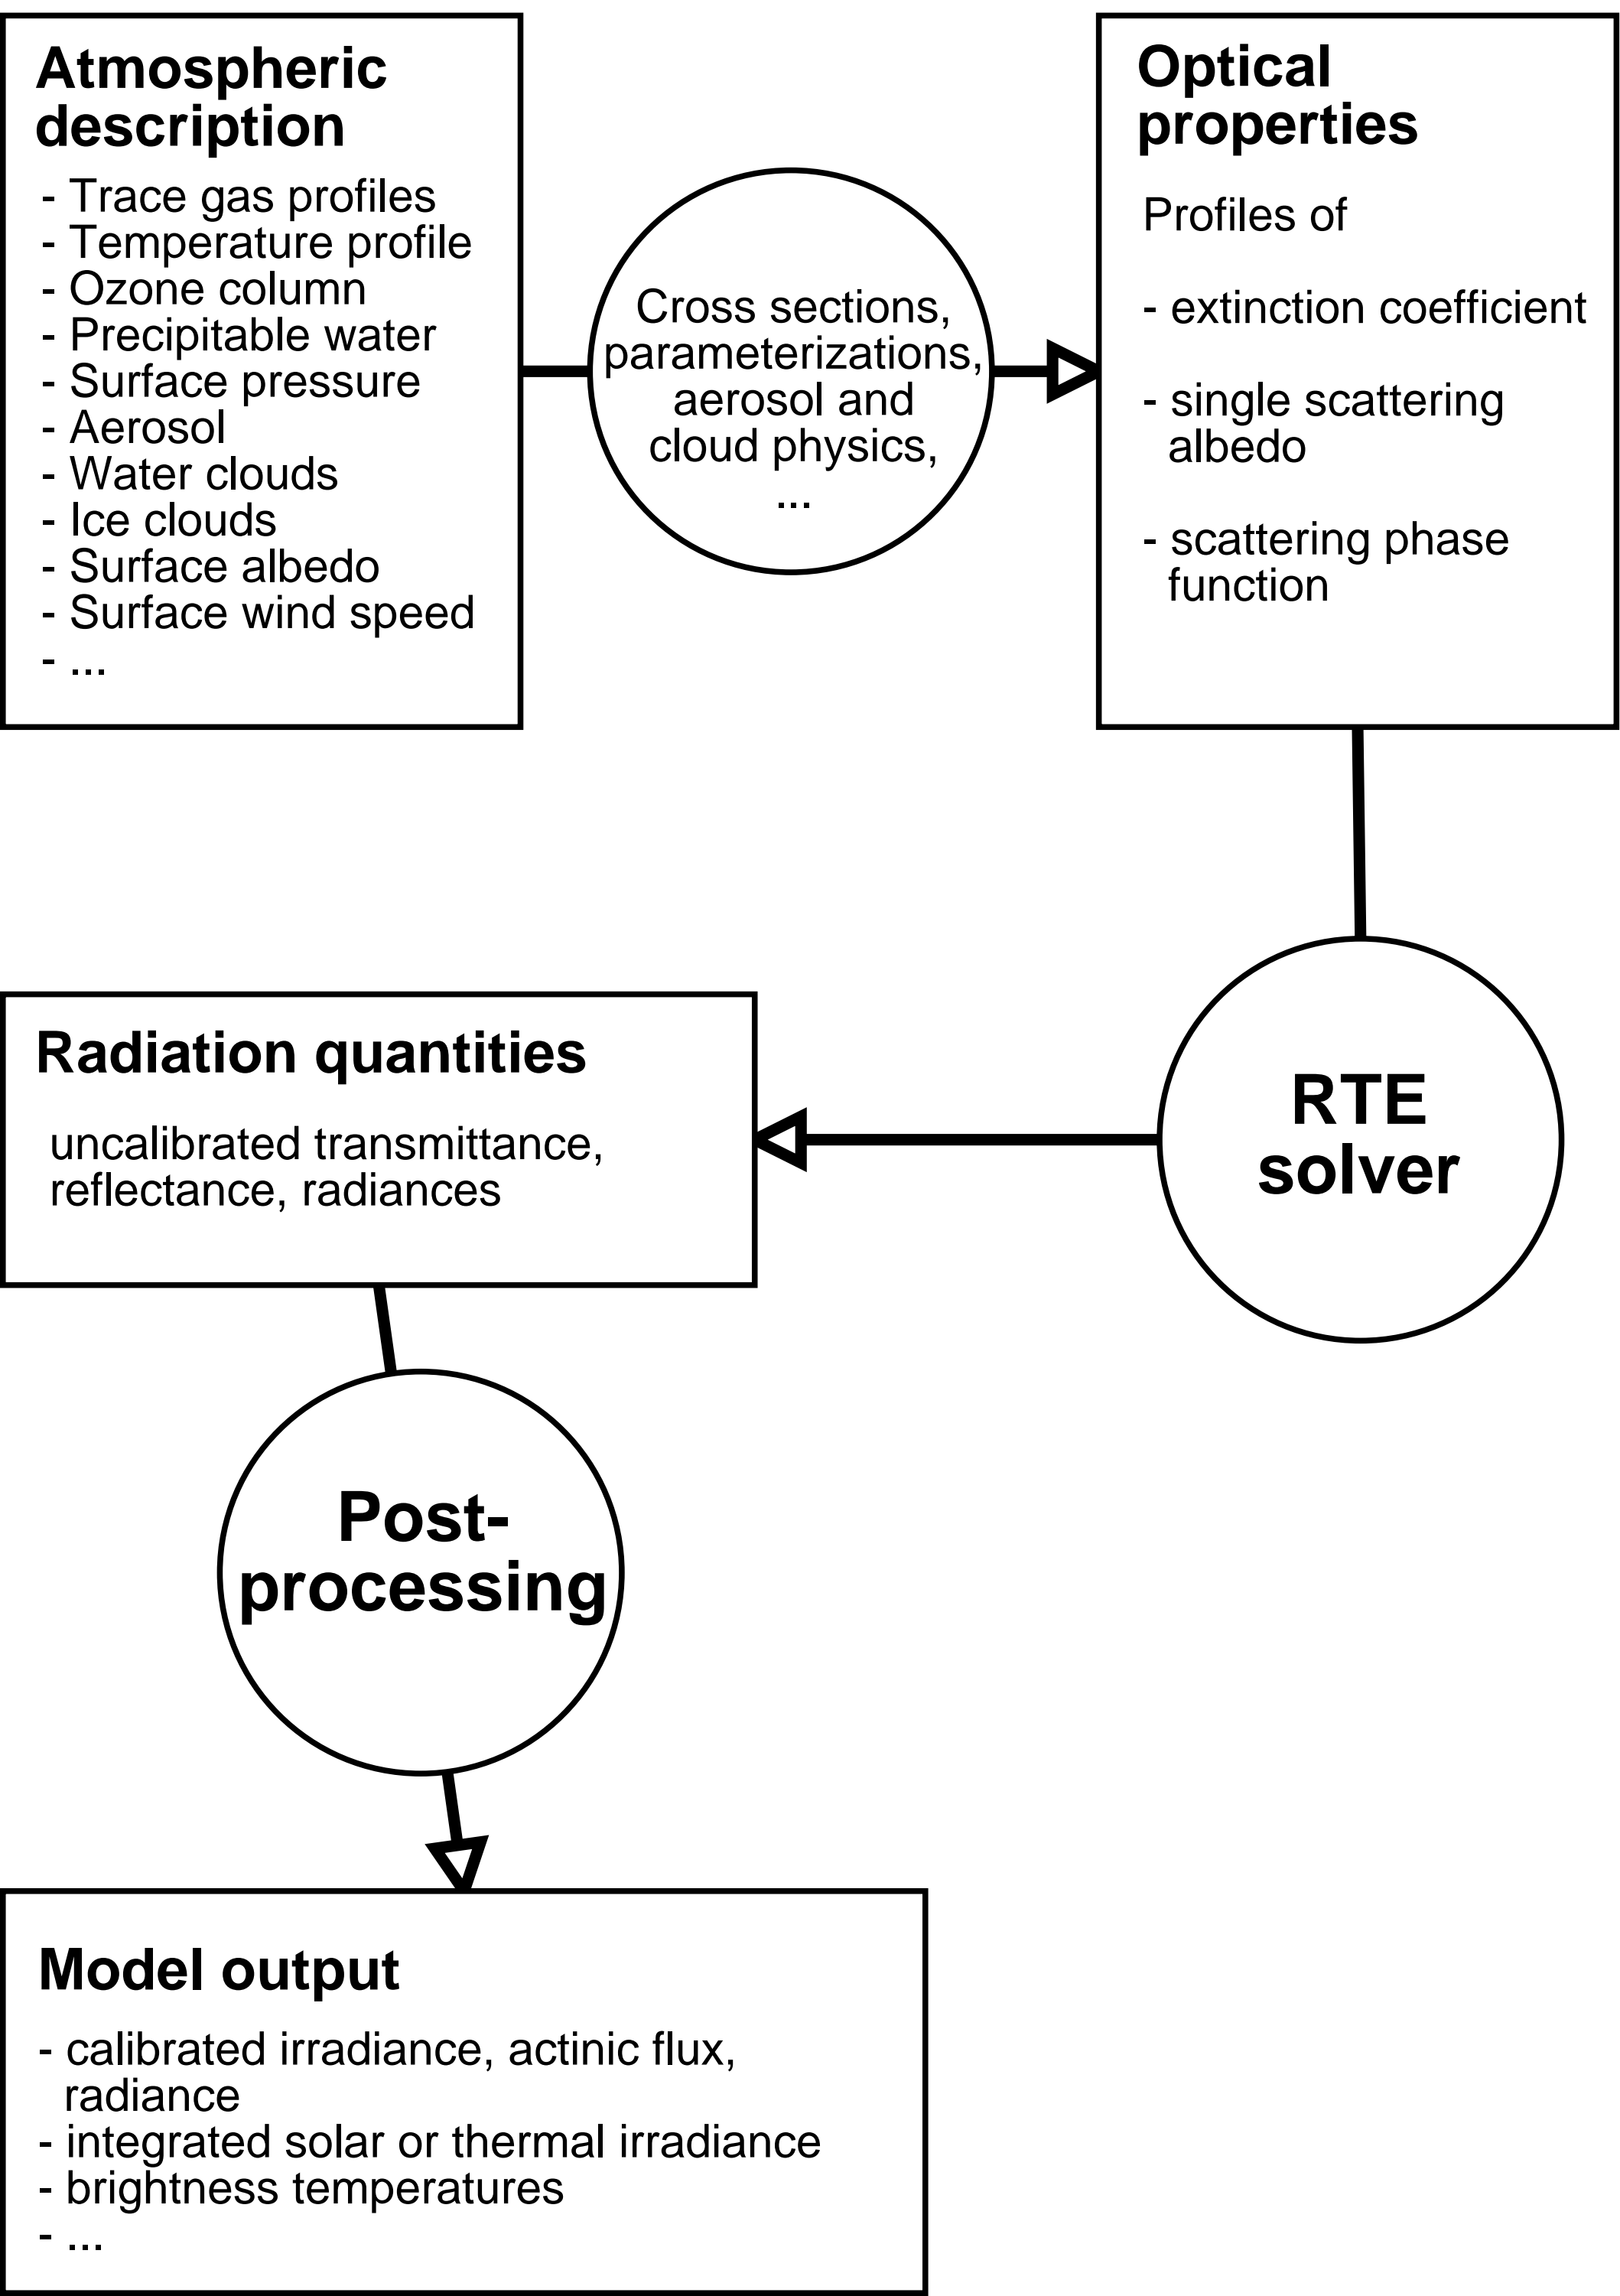 Atmospheric
description
- Trace gas profiles
- Temperature profile
- Ozone column
- Precipitable water
- Surface pressure
- Aerosol
- Water clouds
- Ice clouds
- Surface albedo
- Surface wind speed
- ...
Cross sections,
parameterizations,
aerosol and
cloud physics,
...
Optical
properties
Profiles of
- extinction coefficient
- single scattering
albedo
- scattering phase
function
RTE
solver
Radiation quantities
uncalibrated transmittance,
reflectance, radiances
Post-
processing
Model output
- calibrated irradiance, actinic flux,
radiance
- integrated solar or thermal irradiance
- brightness temperatures
- ...